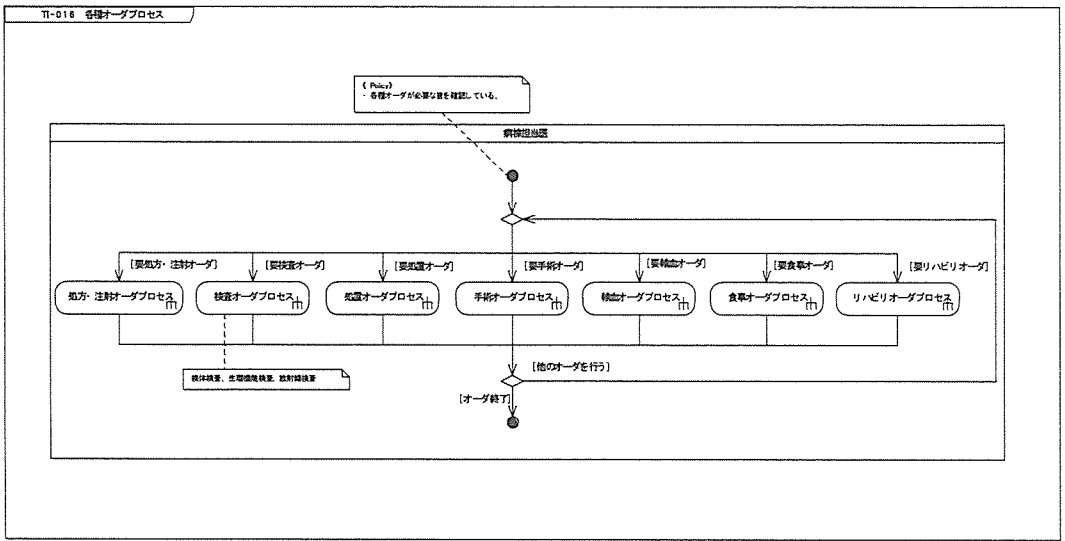 TI-016 各種オーダプロセス
( Policy)
- 各種オーダが必要な旨を確認している。
病棟担当医
[要処方・注射オーダ]
[要検査オーダ]
[要処置オーダ]
[要手術オーダ]
[要輸血オーダ]
[要食事オーダ]
[要リハビリオーダ]
処方・注射オーダプロセス
検査オーダプロセス
処置オーダプロセス
手術オーダプロセス
輸血オーダプロセス
食事オーダプロセス
リハビリオーダプロセス
[他のオーダを行う]
検体検査、生理機能検査、放射線検査
[オーダ終了]